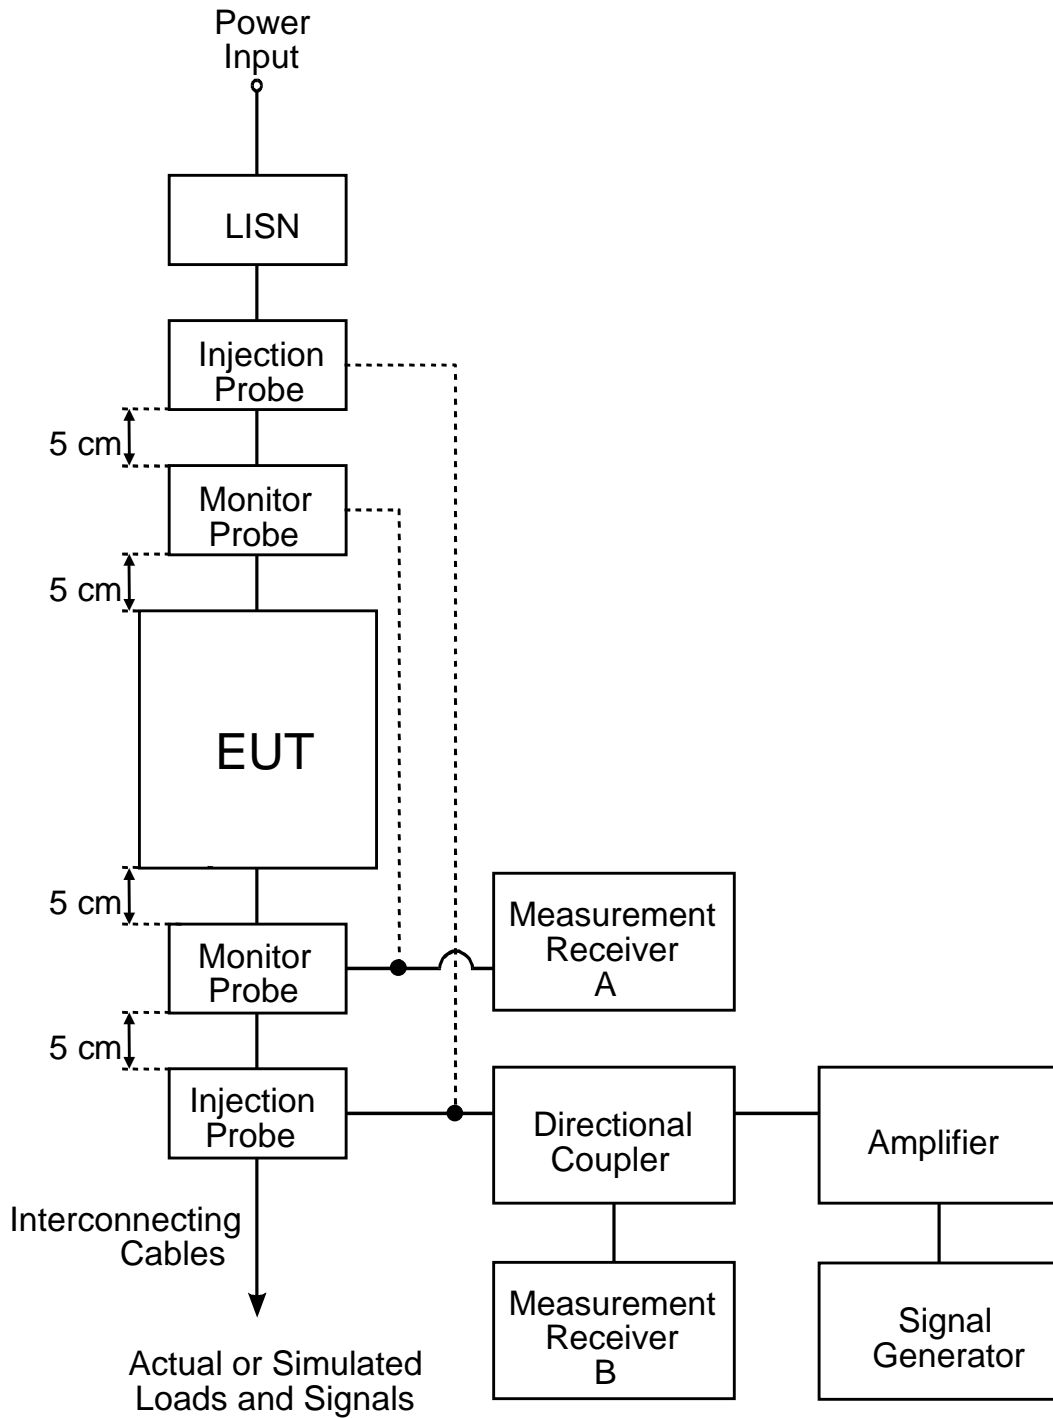 Power
Input
LISN
Injection
Probe
5 cm
Monitor
Probe
5 cm
EUT
5 cm
Monitor
Probe
Measurement
Receiver
A
5 cm
Injection
Probe
Directional
Coupler
Amplifier
Interconnecting
Cables
Measurement
Receiver
B
Signal
Generator
Actual or Simulated
Loads and Signals